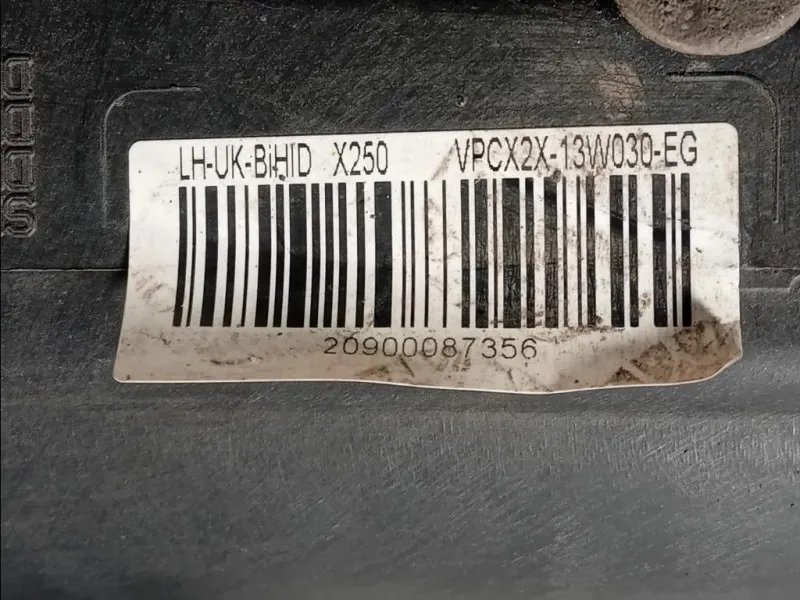 LH-UK-BiHID X250 VPCX2X-13W030-EG
20900087356